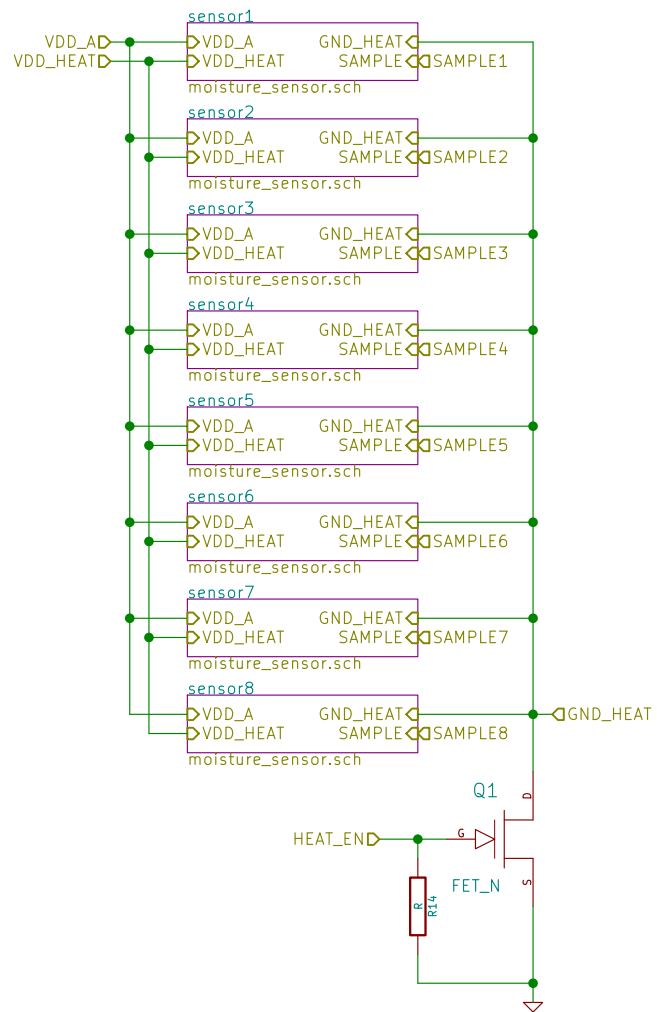 sensor1
VDD_A VDD_A GND_HEAT
VDD_HEAT VDD_HEAT SAMPLE SAMPLE1
moisture_sensor.sch
sensor2
VDD_A GND_HEAT
VDD_HEAT SAMPLE SAMPLE2
moisture_sensor.sch
sensor3
VDD_A GND_HEAT
VDD_HEAT SAMPLE SAMPLE3
moisture_sensor.sch
sensor4
VDD_A GND_HEAT
VDD_HEAT SAMPLE SAMPLE4
moisture_sensor.sch
sensor5
VDD_A GND_HEAT
VDD_HEAT SAMPLE SAMPLE5
moisture_sensor.sch
sensor6
VDD_A GND_HEAT
VDD_HEAT SAMPLE SAMPLE6
moisture_sensor.sch
sensor7
VDD_A GND_HEAT
VDD_HEAT SAMPLE SAMPLE7
moisture_sensor.sch
sensor8
VDD_A GND_HEAT GND_HEAT
VDD_HEAT SAMPLE SAMPLE8
moisture_sensor.sch
Q1 D
HEAT_EN G
FET_N S
R R14